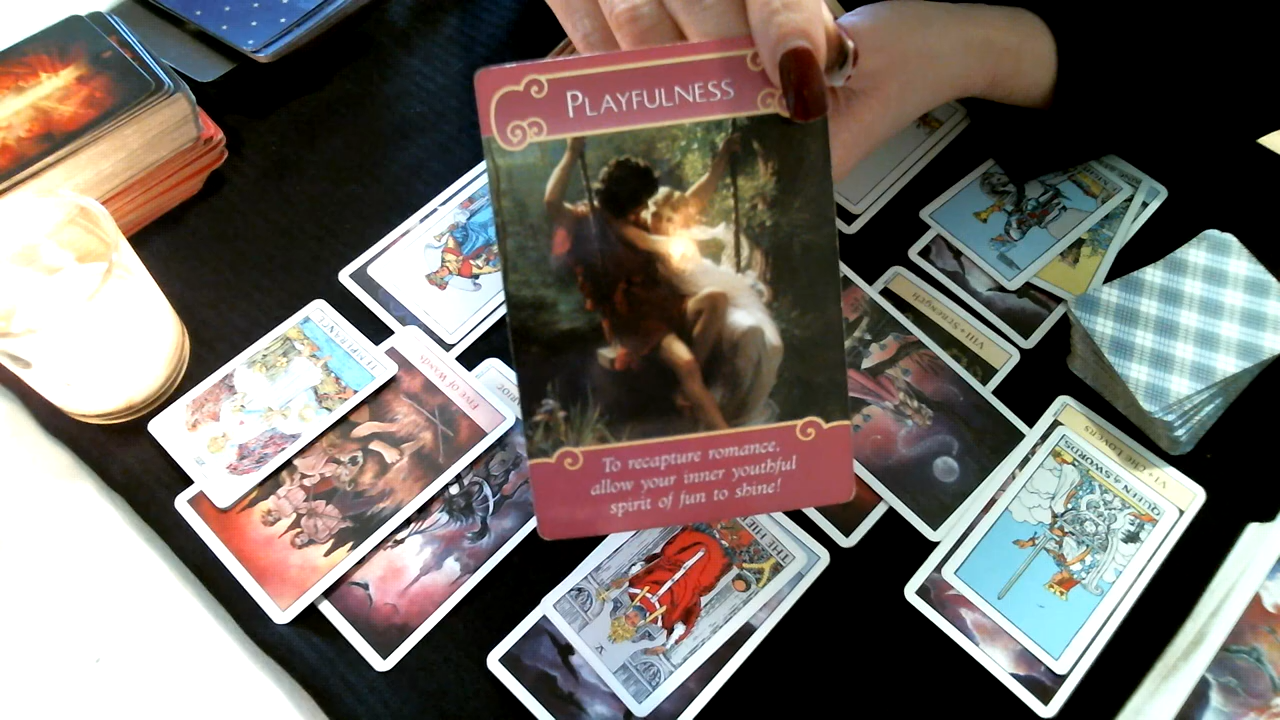 PLAYFULNESS
To recapture romance,
allow your inner youthful
spirit of fun to shine!
TEMPERANCE
FIVE of WANDS
VIII • STRENGTH
VI • THE LOVERS
QUEEN of SWORDS
THE HIE
V